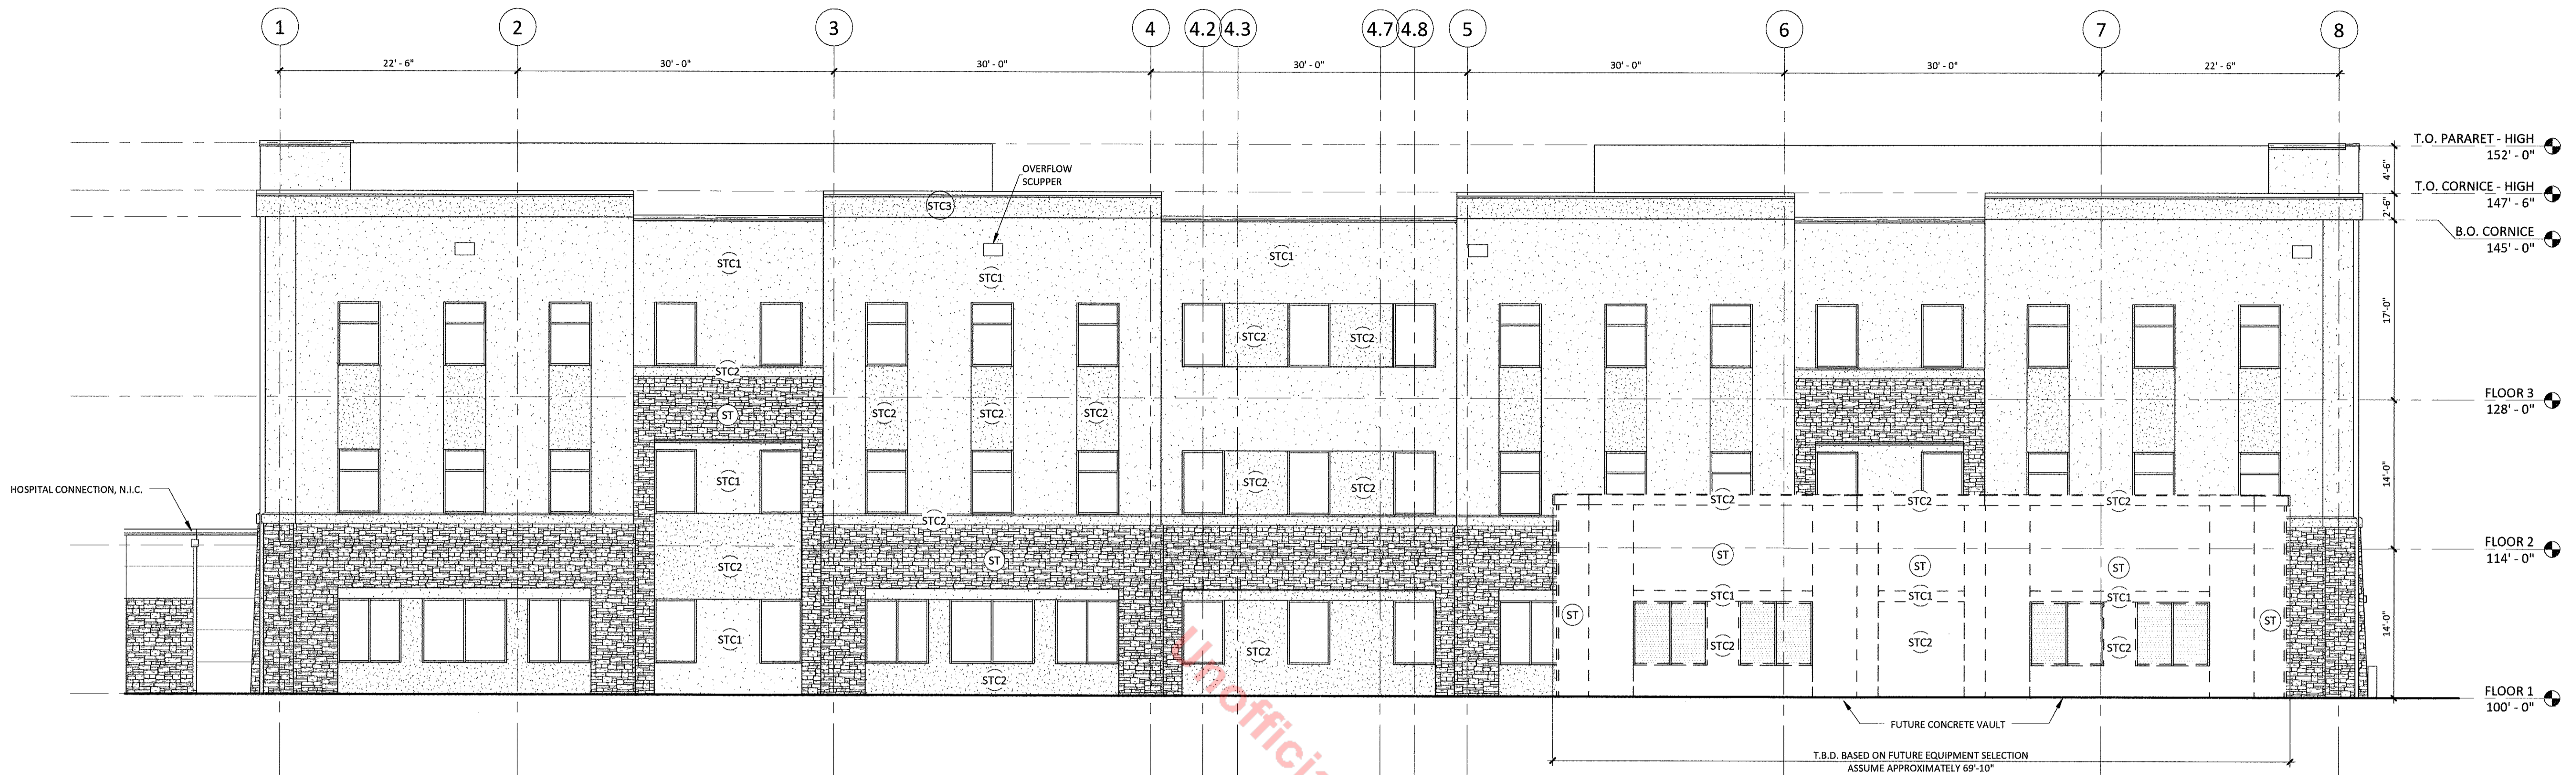 1 2 3 4 4.2 4.3 4.7 4.8 5 6 7 8
22' - 6" 30' - 0" 30' - 0" 30' - 0" 30' - 0" 30' - 0" 22' - 6"
T.O. PARARET - HIGH
152' - 0"
4'-6"
OVERFLOW
SCUPPER
T.O. CORNICE - HIGH
147' - 6"
2'-6"
STC3
B.O. CORNICE
145' - 0"
STC1 STC1 STC1
17'-0"
STC2 STC2
STC2
FLOOR 3
128' - 0"
ST STC2 STC2 STC2
STC1 STC2 STC2
14'-0"
HOSPITAL CONNECTION, N.I.C.
STC2 STC2 STC2
STC2
FLOOR 2
114' - 0"
ST ST ST ST
STC2
STC1 STC1 STC1
ST ST
14'-0"
STC1 STC2 STC2 STC2 STC2
STC2
FLOOR 1
100' - 0"
FUTURE CONCRETE VAULT
T.B.D. BASED ON FUTURE EQUIPMENT SELECTION
ASSUME APPROXIMATELY 69'-10"